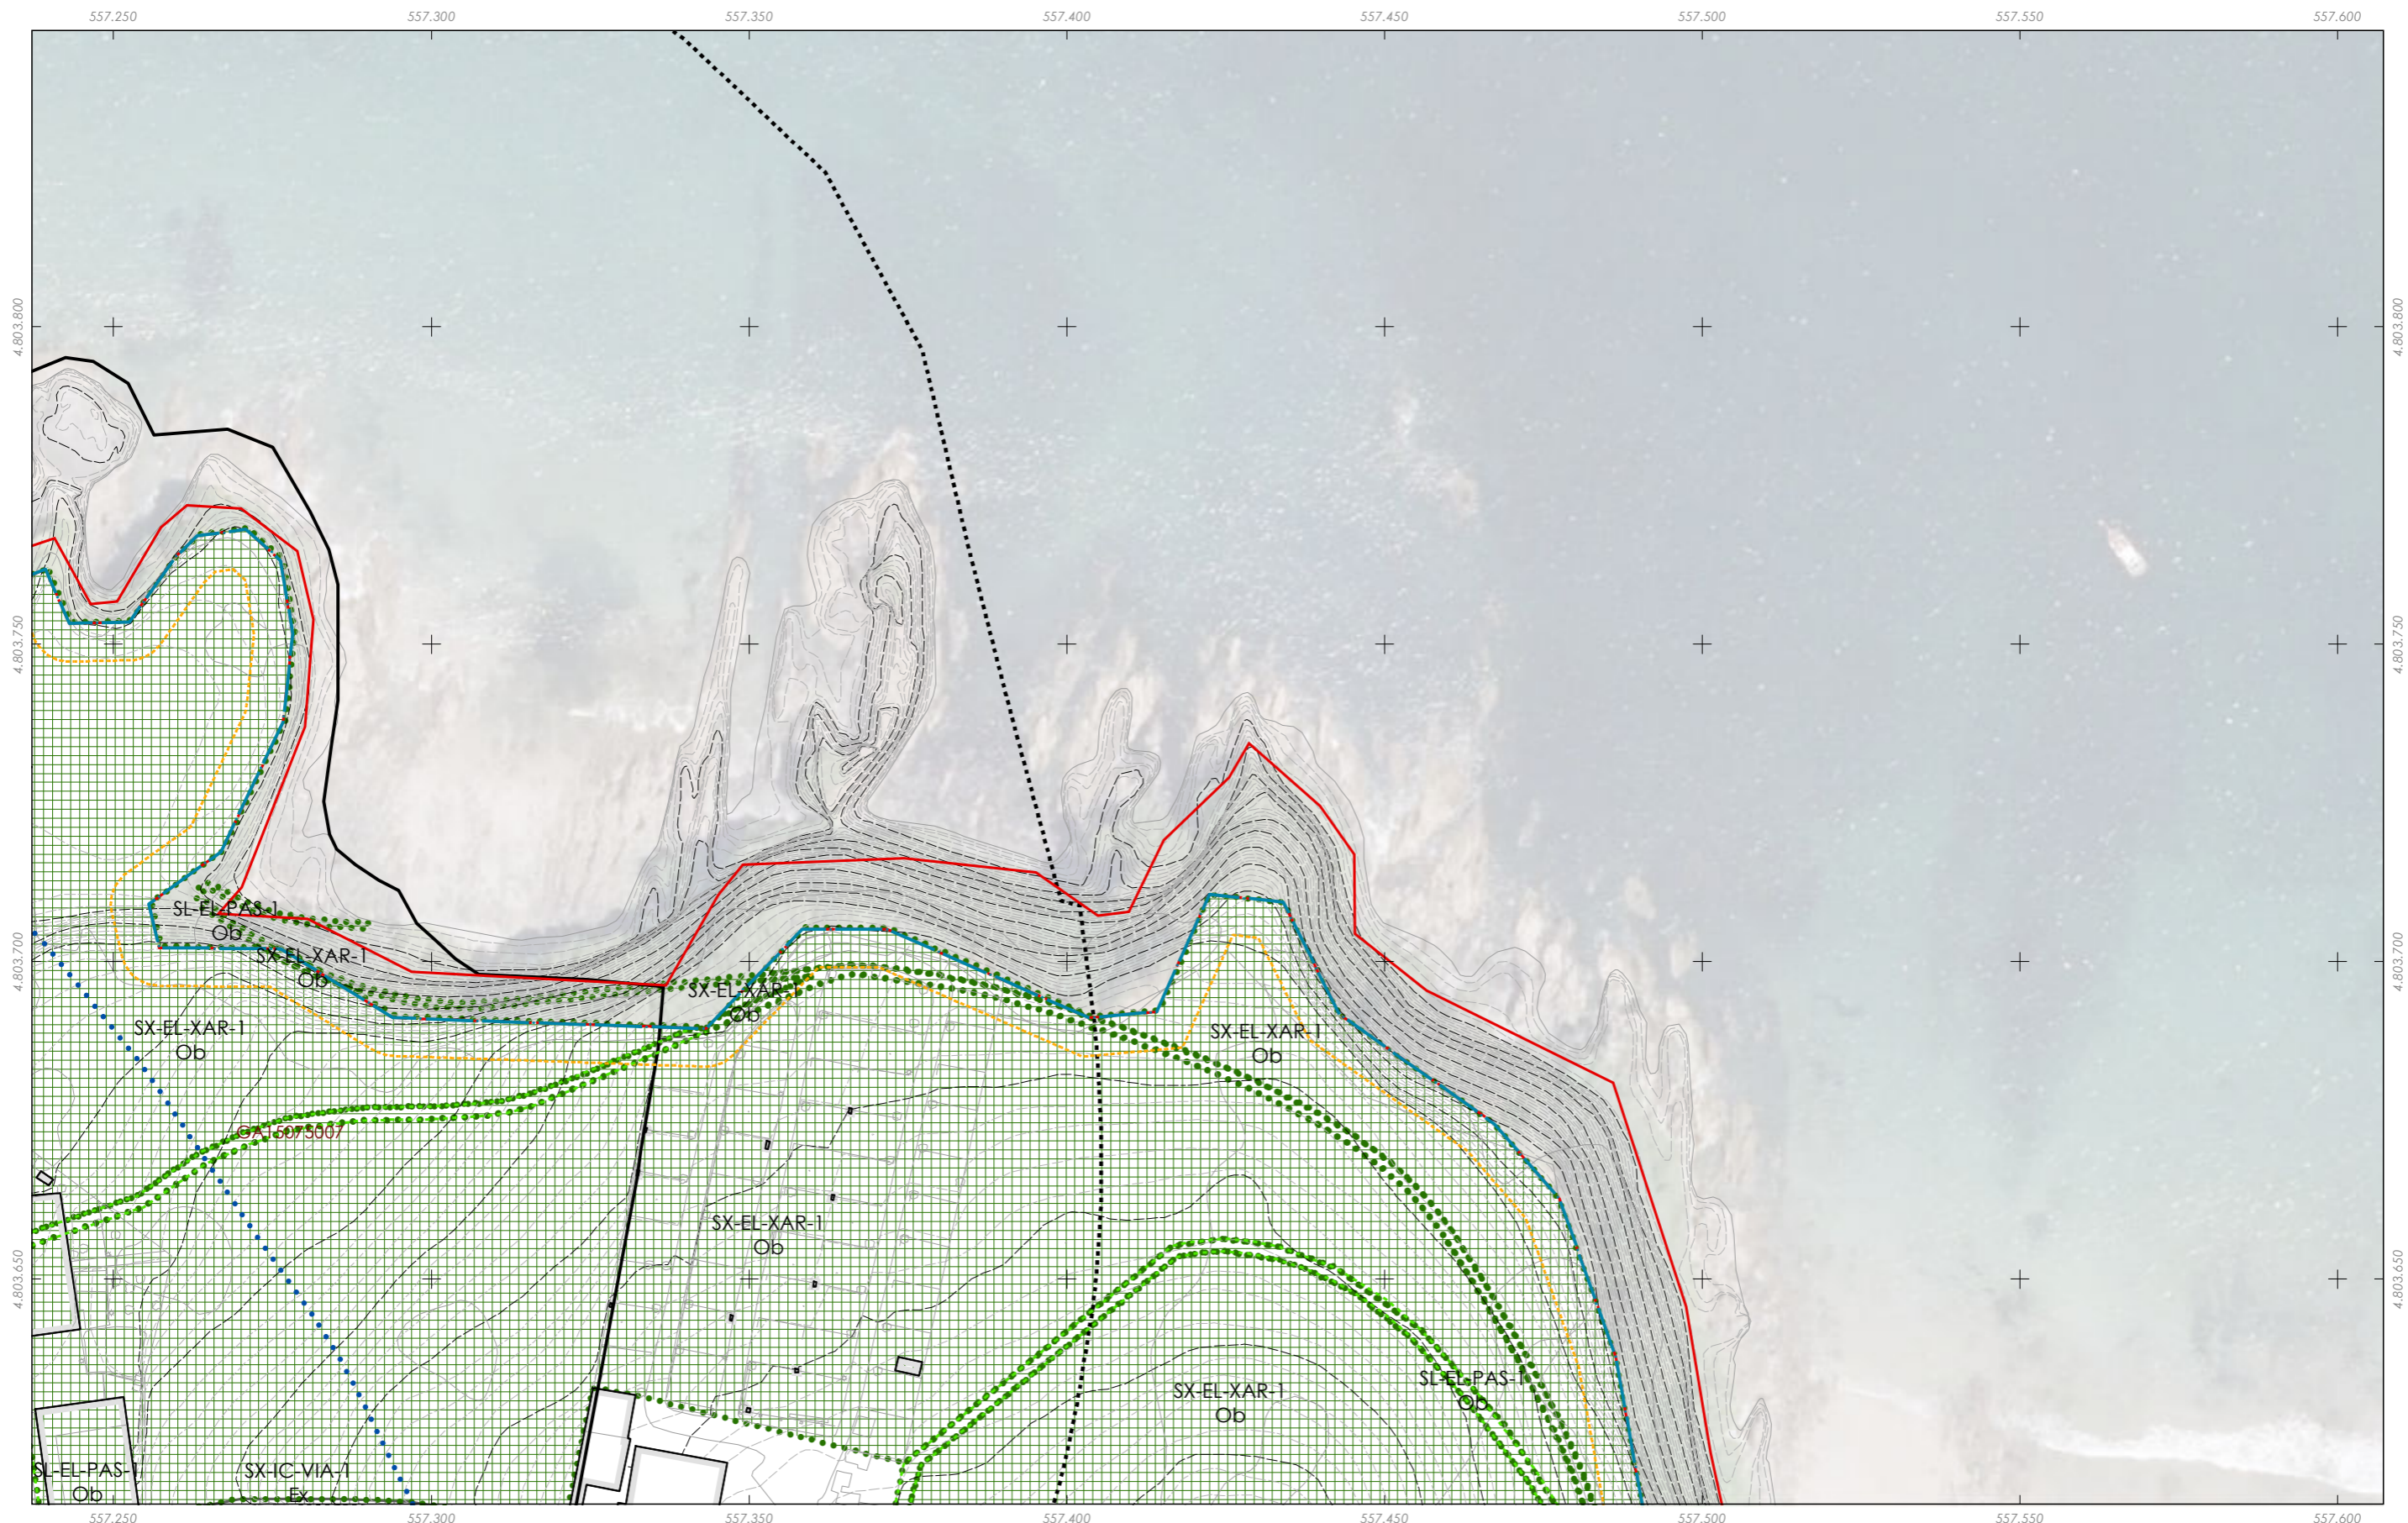 557.250 557.300 557.350 557.400 557.450 557.500 557.550 557.600
4.803.800 4.803.800
4.803.750 4.803.750
SL-EL-PAS-1
Ob
4.803.700 4.803.700
SX-EL-XAR-1
Ob
SX-EL-XAR-1
Ob
SX-EL-XAR-1
Ob
SX-EL-XAR-1
Ob
GA15075007
SX-EL-XAR-1
Ob
4.803.650 4.803.650
SL-EL-PAS-1
Ob
SX-EL-XAR-1
Ob
SL-EL-PAS-1
Ob
SX-IC-VIA-1
Ex
557.250 557.300 557.350 557.400 557.450 557.500 557.550 557.600